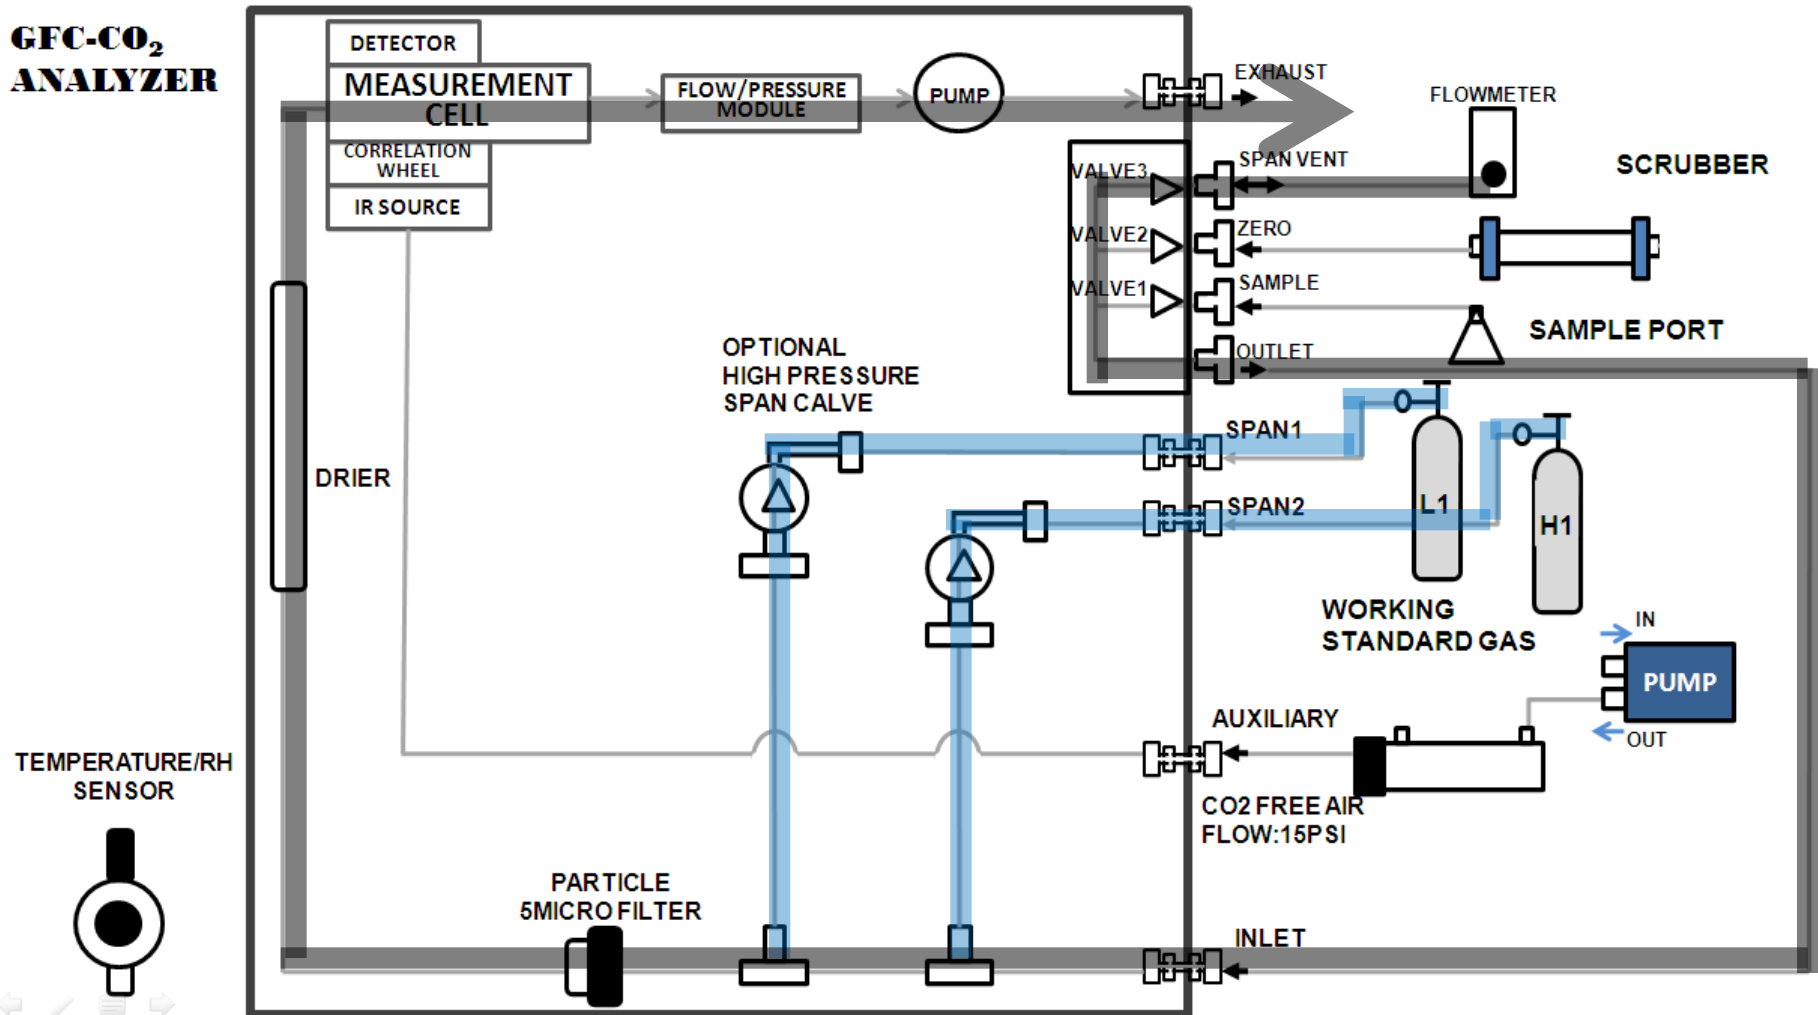 GFC-CO₂
ANALYZER
DETECTOR
MEASUREMENT
CELL
CORRELATION
WHEEL
IR SOURCE
FLOW/PRESSURE
MODULE
PUMP
EXHAUST
FLOWMETER
SCRUBBER
VALVE3
SPAN VENT
VALVE2
ZERO
VALVE1
SAMPLE
SAMPLE PORT
OUTLET
OPTIONAL
HIGH PRESSURE
SPAN CALVE
DRIER
SPAN1
SPAN2
L1
H1
WORKING
STANDARD GAS
IN
PUMP
OUT
AUXILIARY
CO2 FREE AIR
FLOW:15PSI
TEMPERATURE/RH
SENSOR
PARTICLE
5MICRO FILTER
INLET